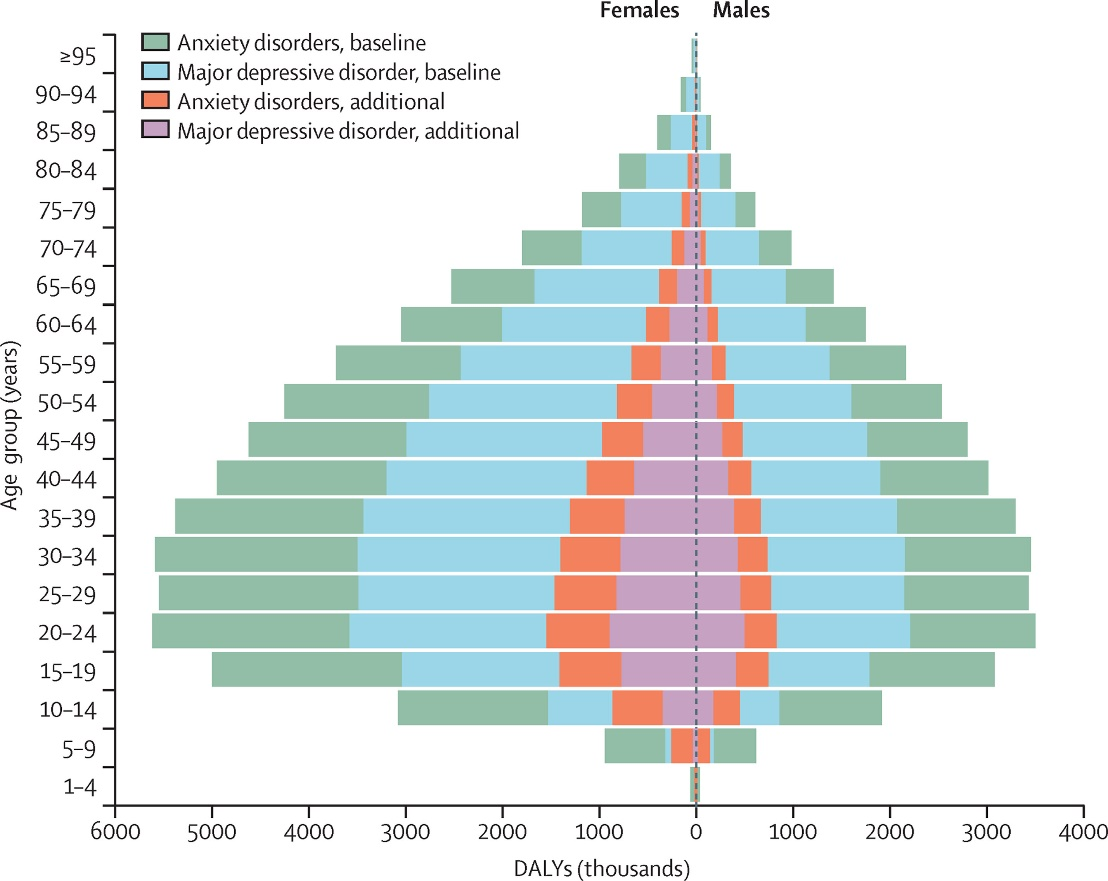 Females Males
Anxiety disorders, baseline
Major depressive disorder, baseline
Anxiety disorders, additional
Major depressive disorder, additional
Age group (years)
≥95
90–94
85–89
80–84
75–79
70–74
65–69
60–64
55–59
50–54
45–49
40–44
35–39
30–34
25–29
20–24
15–19
10–14
5–9
1–4
6000 5000 4000 3000 2000 1000 0 1000 2000 3000 4000
DALYs (thousands)